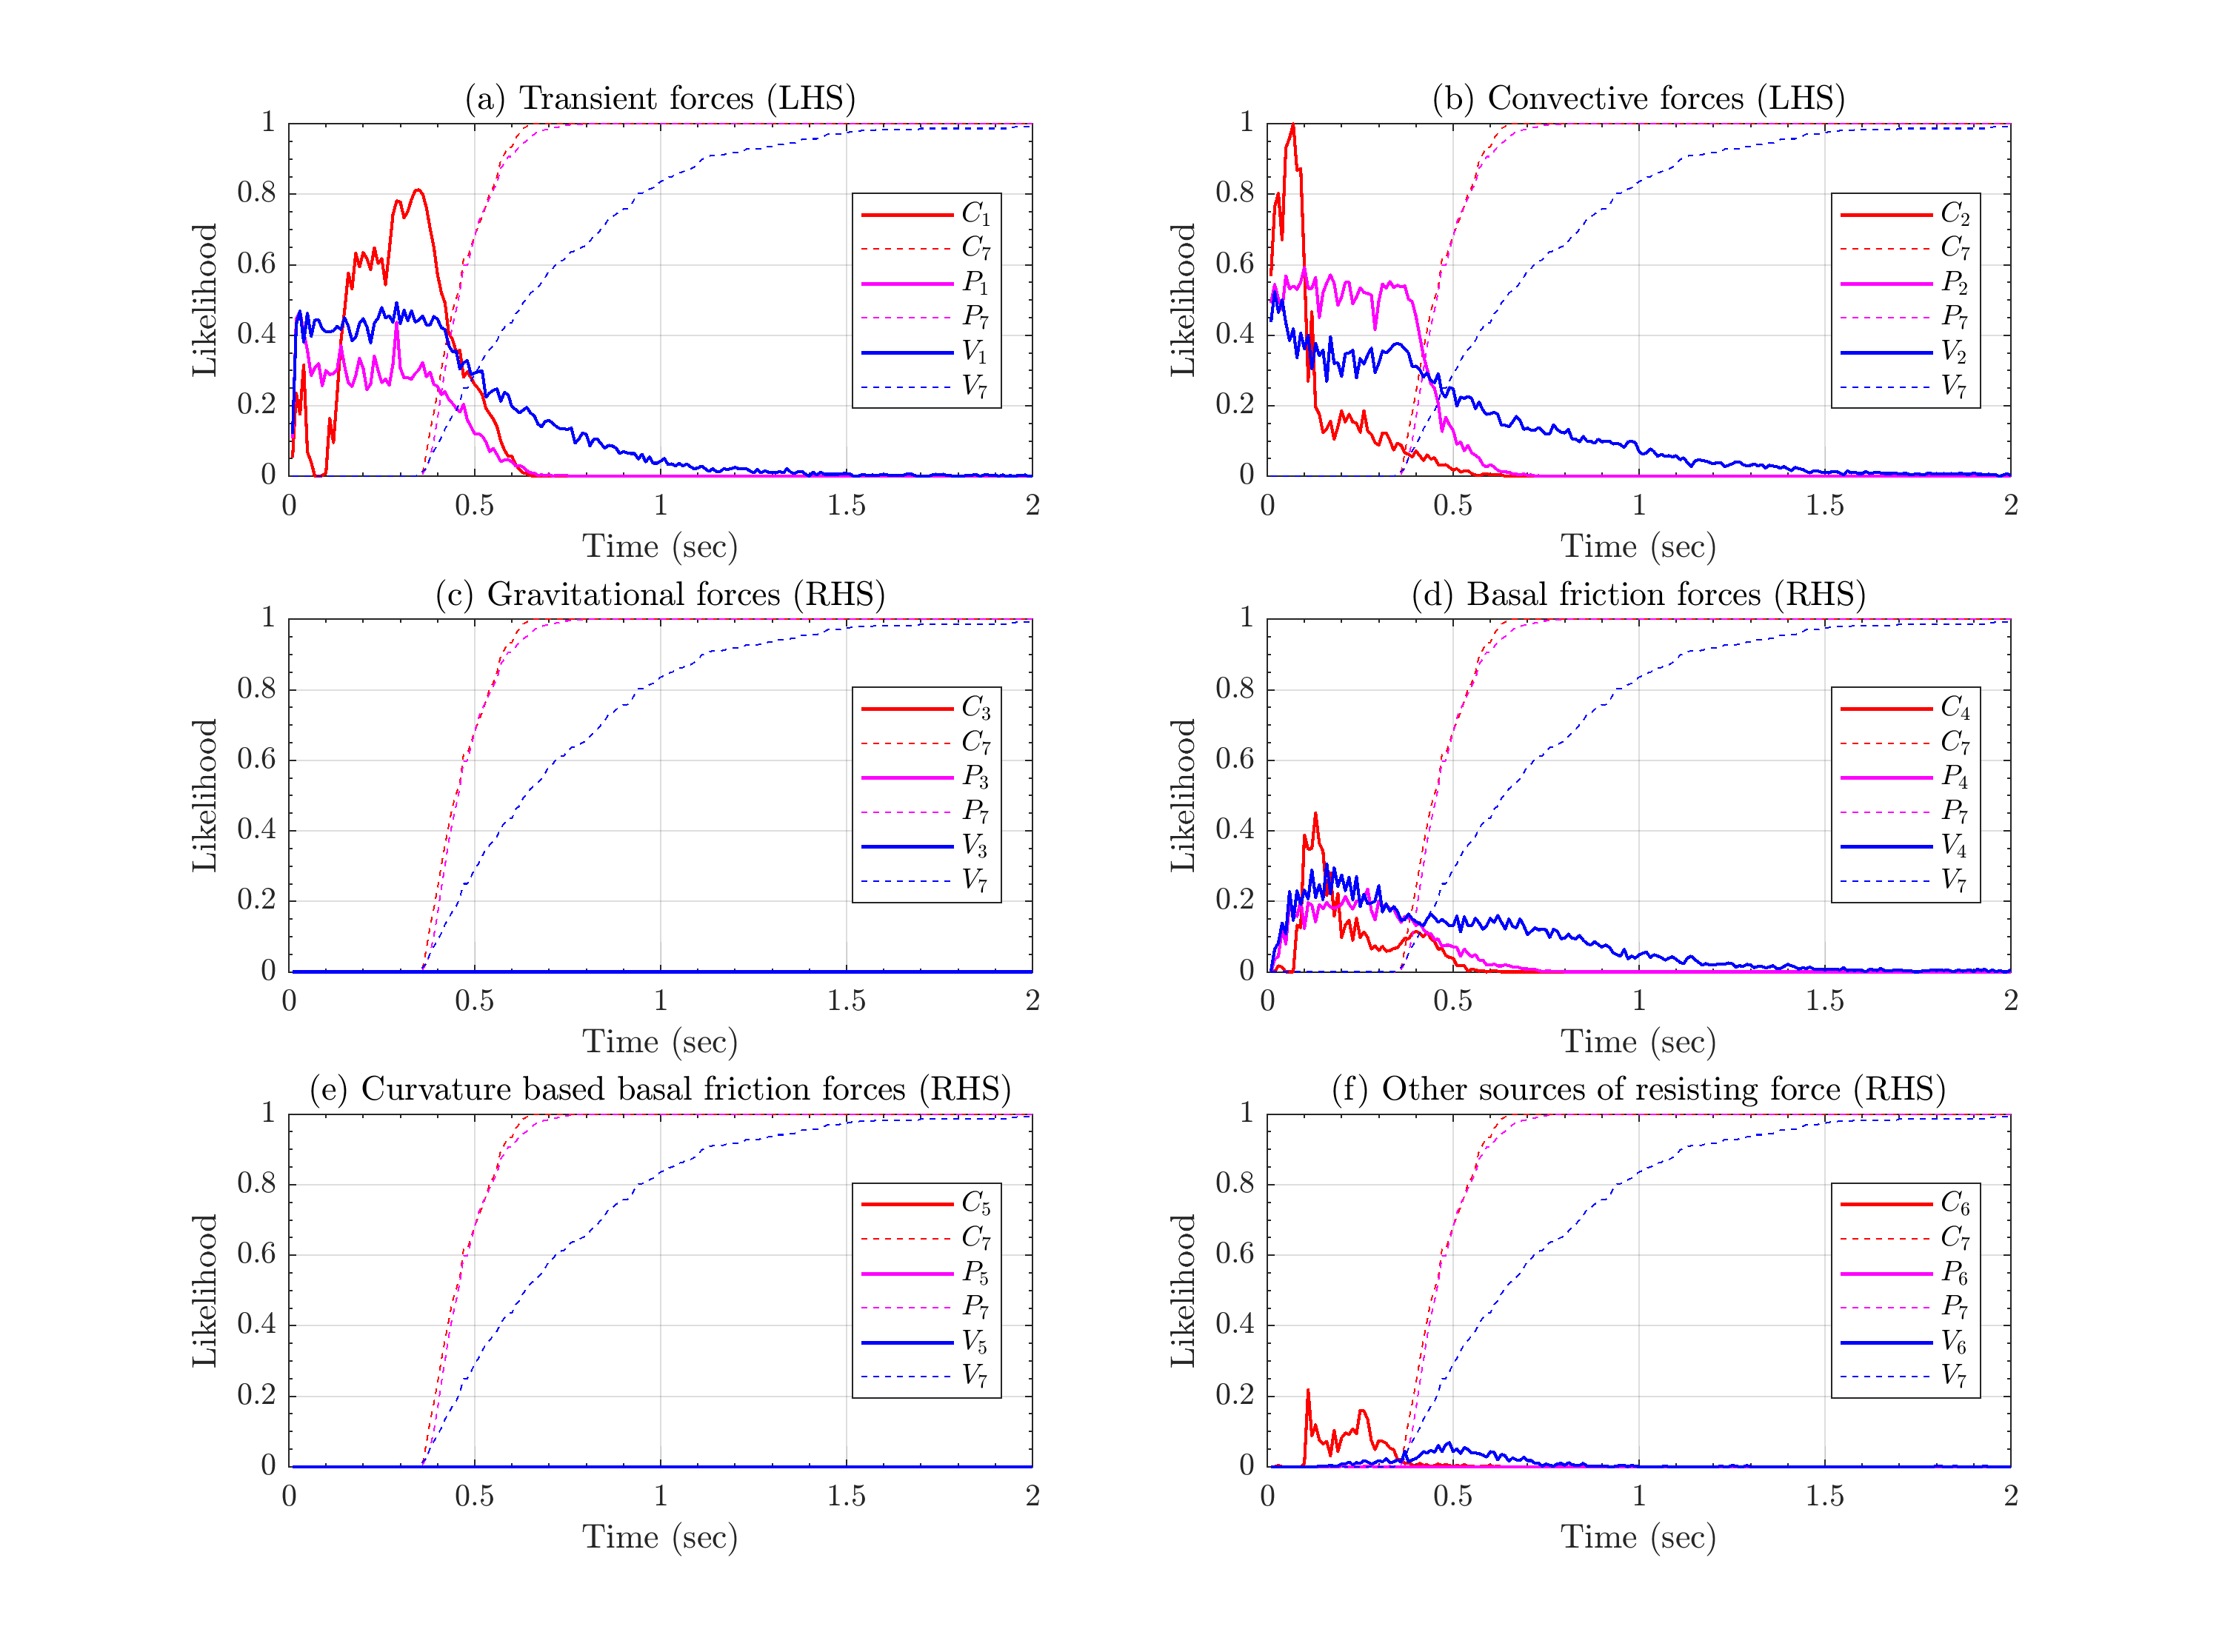 (a) Transient forces (LHS)
Likelihood
1
0.8
0.6
0.4
0.2
0
0 0.5 1 1.5 2
Time (sec)
C₁
C₇
P₁
P₇
V₁
V₇
(b) Convective forces (LHS)
Likelihood
1
0.8
0.6
0.4
0.2
0
0 0.5 1 1.5 2
Time (sec)
C₂
C₇
P₂
P₇
V₂
V₇
(c) Gravitational forces (RHS)
Likelihood
1
0.8
0.6
0.4
0.2
0
0 0.5 1 1.5 2
Time (sec)
C₃
C₇
P₃
P₇
V₃
V₇
(d) Basal friction forces (RHS)
Likelihood
1
0.8
0.6
0.4
0.2
0
0 0.5 1 1.5 2
Time (sec)
C₄
C₇
P₄
P₇
V₄
V₇
(e) Curvature based basal friction forces (RHS)
Likelihood
1
0.8
0.6
0.4
0.2
0
0 0.5 1 1.5 2
Time (sec)
C₅
C₇
P₅
P₇
V₅
V₇
(f) Other sources of resisting force (RHS)
Likelihood
1
0.8
0.6
0.4
0.2
0
0 0.5 1 1.5 2
Time (sec)
C₆
C₇
P₆
P₇
V₆
V₇